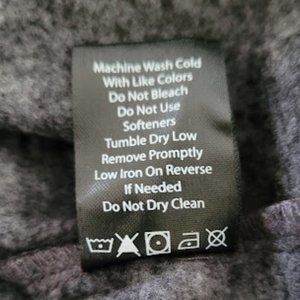 Machine Wash Cold
With Like Colors
Do Not Bleach
Do Not Use
Softeners
Tumble Dry Low
Remove Promptly
Low Iron On Reverse
If Needed
Do Not Dry Clean